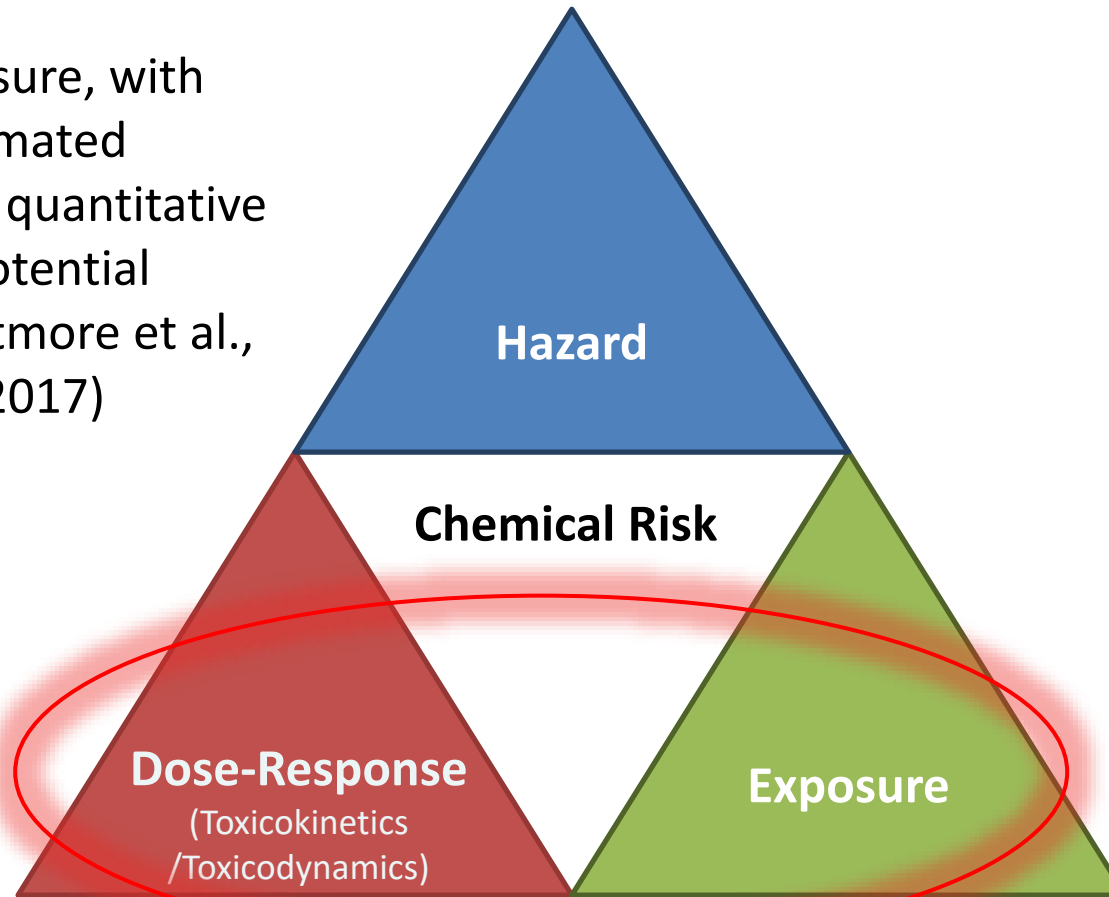 sure, with
mated
quantitative
otential
tmore et al.,
2017)
Hazard
Chemical Risk
Dose-Response
(Toxicokinetics
/Toxicodynamics)
Exposure